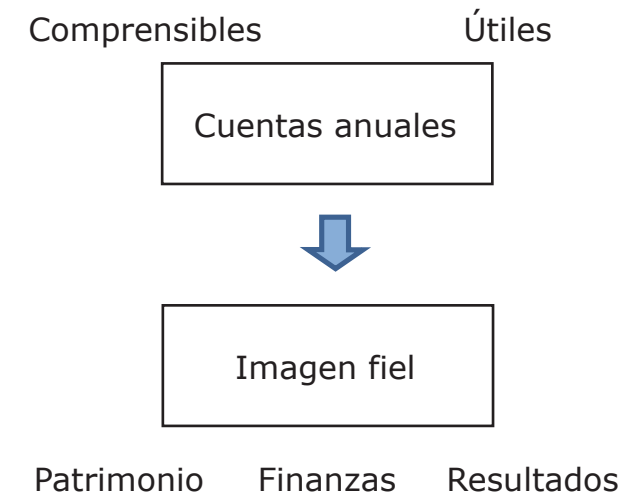 Comprensibles Útiles
Cuentas anuales
Imagen fiel
Patrimonio Finanzas Resultados